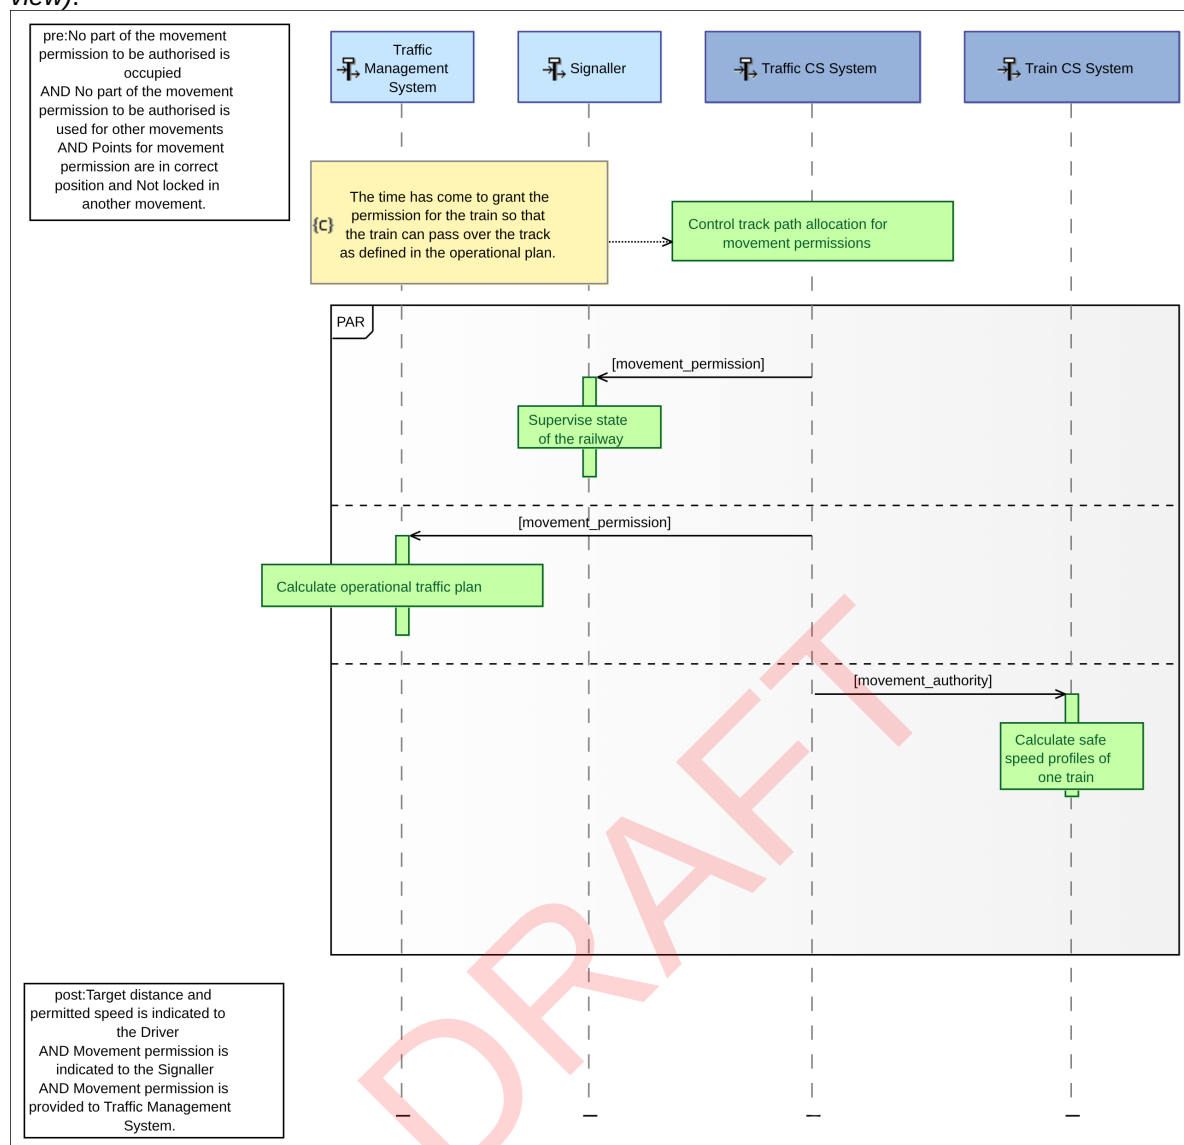 view).
pre:No part of the movement
permission to be authorised is
occupied
AND No part of the movement
permission to be authorised is
used for other movements
AND Points for movement
permission are in correct
position and Not locked in
another movement.
Traffic
Management
System
Signaller
Traffic CS System
Train CS System
{c}
The time has come to grant the
permission for the train so that
the train can pass over the track
as defined in the operational plan.
Control track path allocation for
movement permissions
PAR
[movement_permission]
Supervise state
of the railway
[movement_permission]
Calculate operational traffic plan
[movement_authority]
Calculate safe
speed profiles of
one train
DRAFT
post:Target distance and
permitted speed is indicated to
the Driver
AND Movement permission is
indicated to the Signaller
AND Movement permission is
provided to Traffic Management
System.